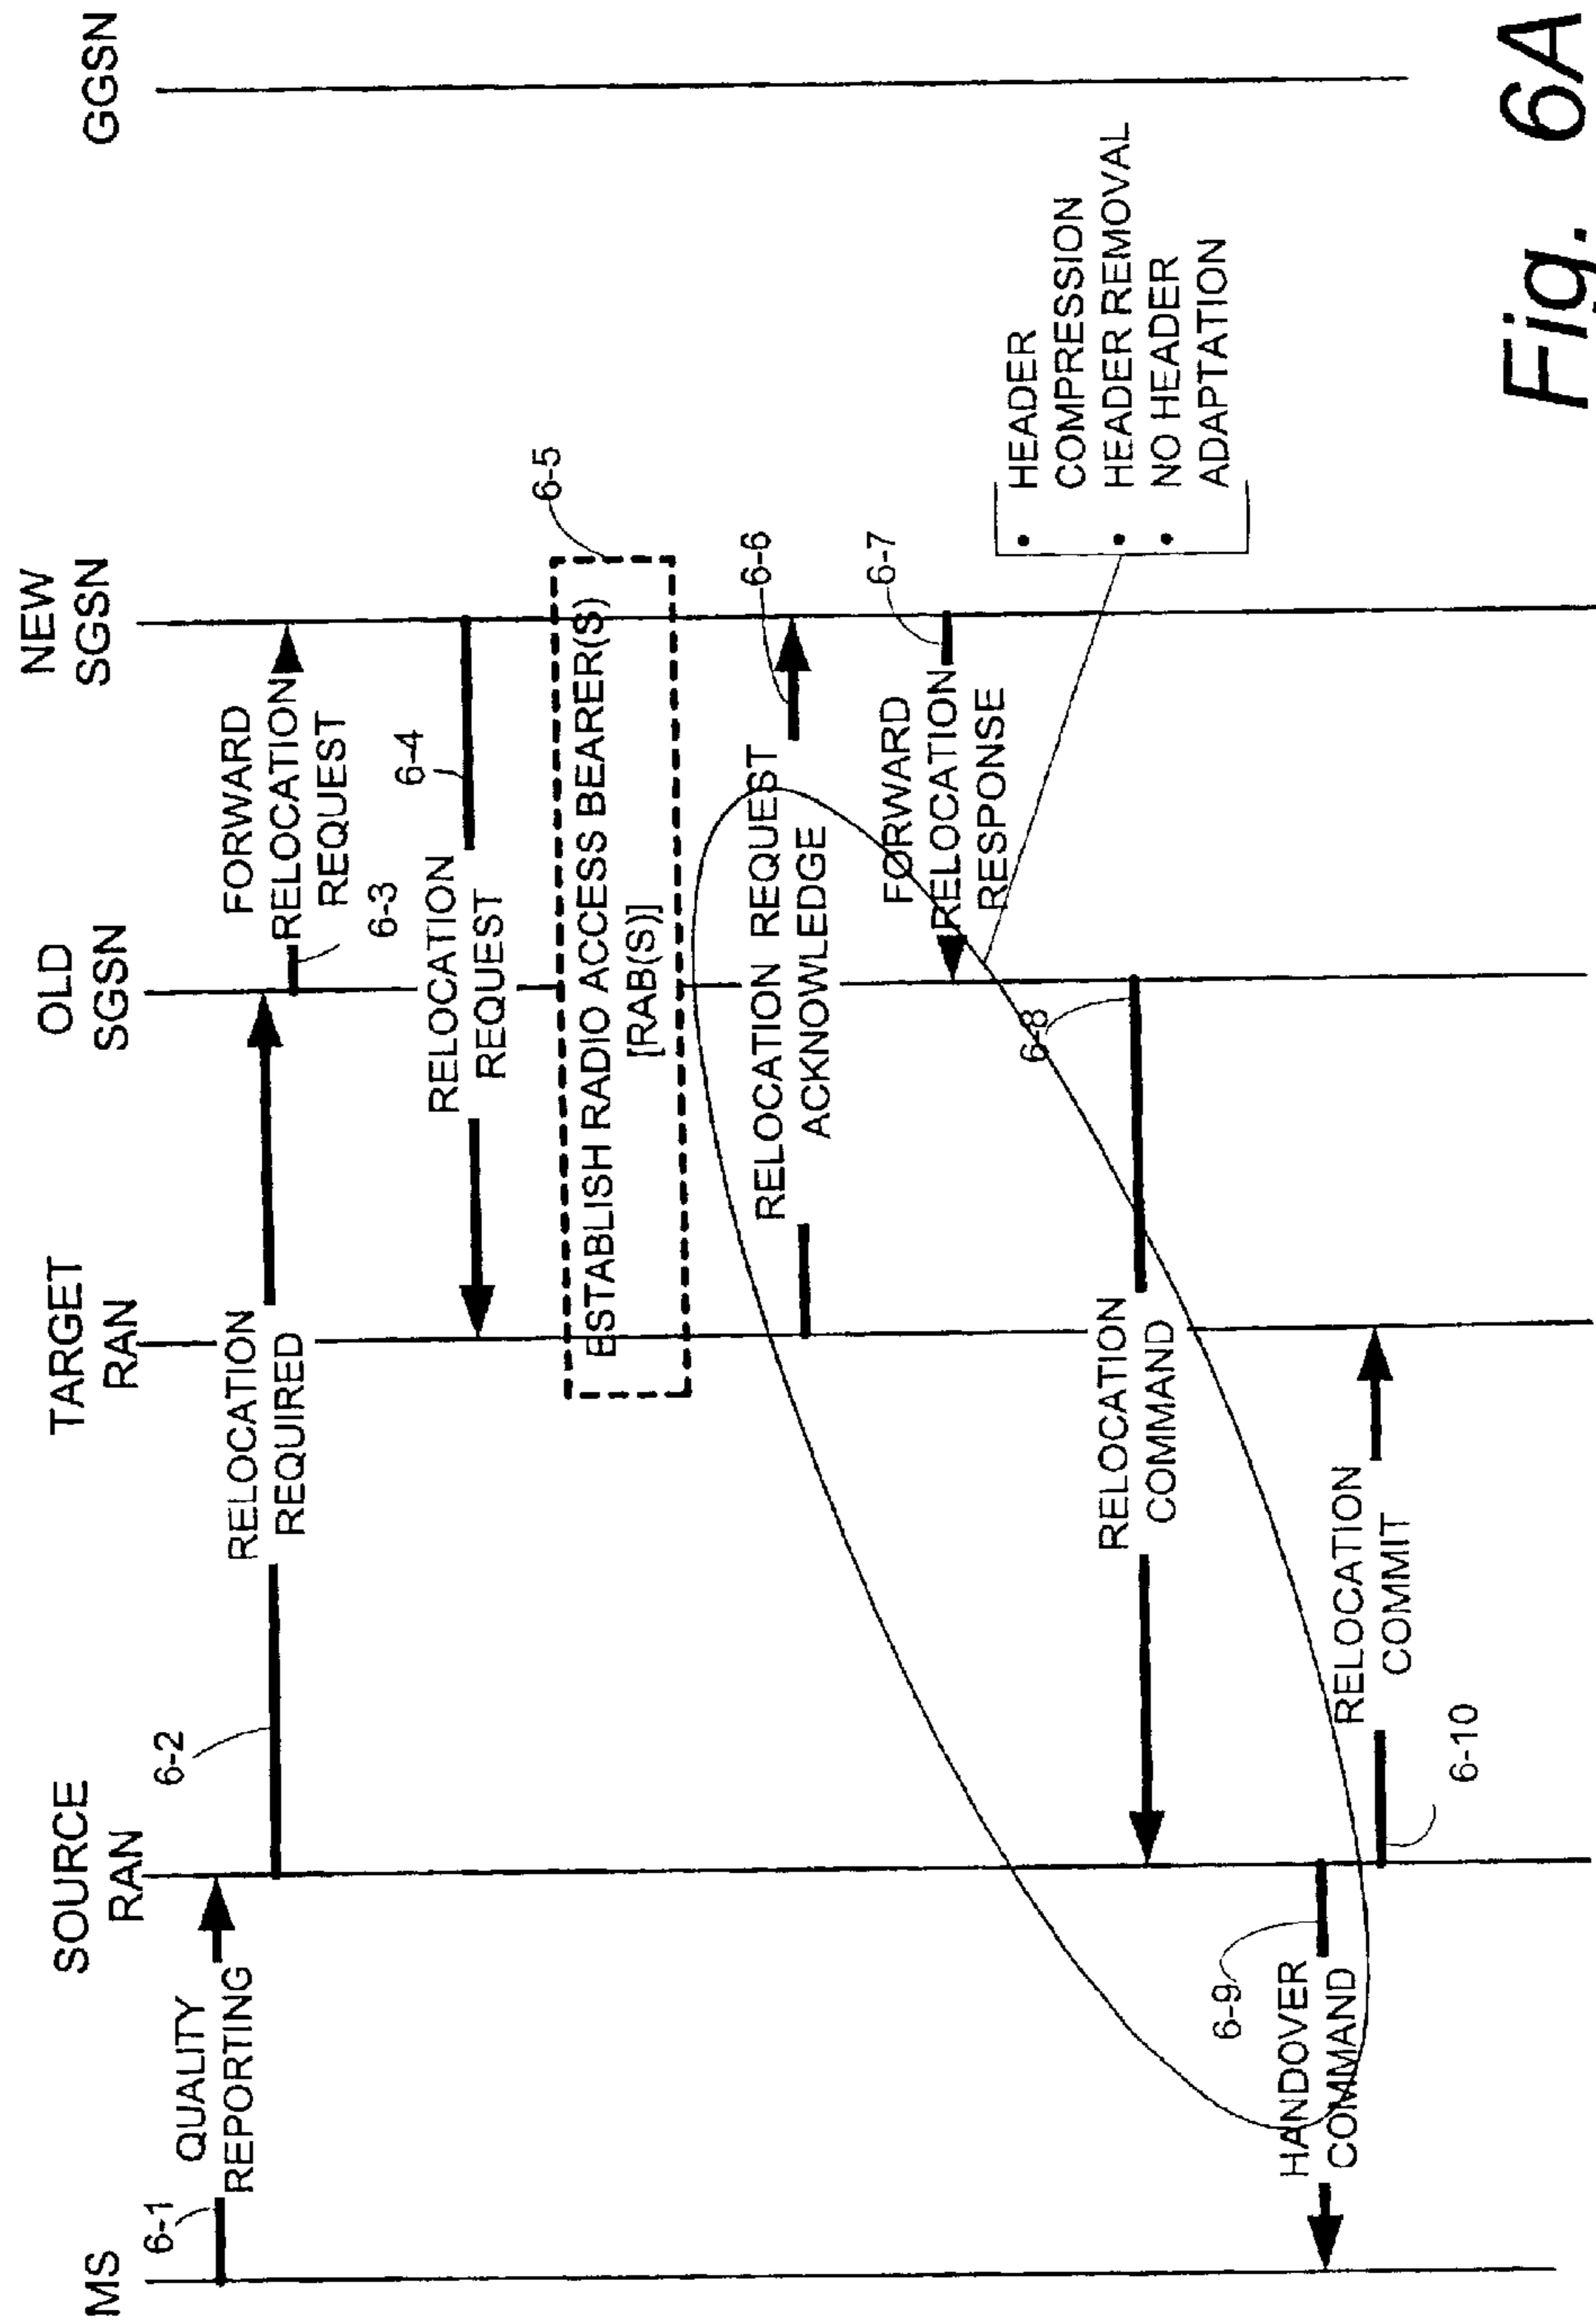 MS
SOURCE
RAN
TARGET
RAN
OLD
SGSN
NEW
SGSN
GGSN
6-1
QUALITY
REPORTING
6-2
RELOCATION
REQUIRED
FORWARD
RELOCATION
REQUEST
6-3
RELOCATION
REQUEST
6-4
ESTABLISH RADIO ACCESS BEARER(S)
[RAB(S)]
6-5
RELOCATION REQUEST
ACKNOWLEDGE
6-6
FORWARD
RELOCATION
RESPONSE
6-7
• HEADER
COMPRESSION
• HEADER REMOVAL
• NO HEADER
ADAPTATION
6-8
RELOCATION
COMMAND
6-9
HANDOVER
COMMAND
RELOCATION
COMMIT
6-10
Fig. 6A